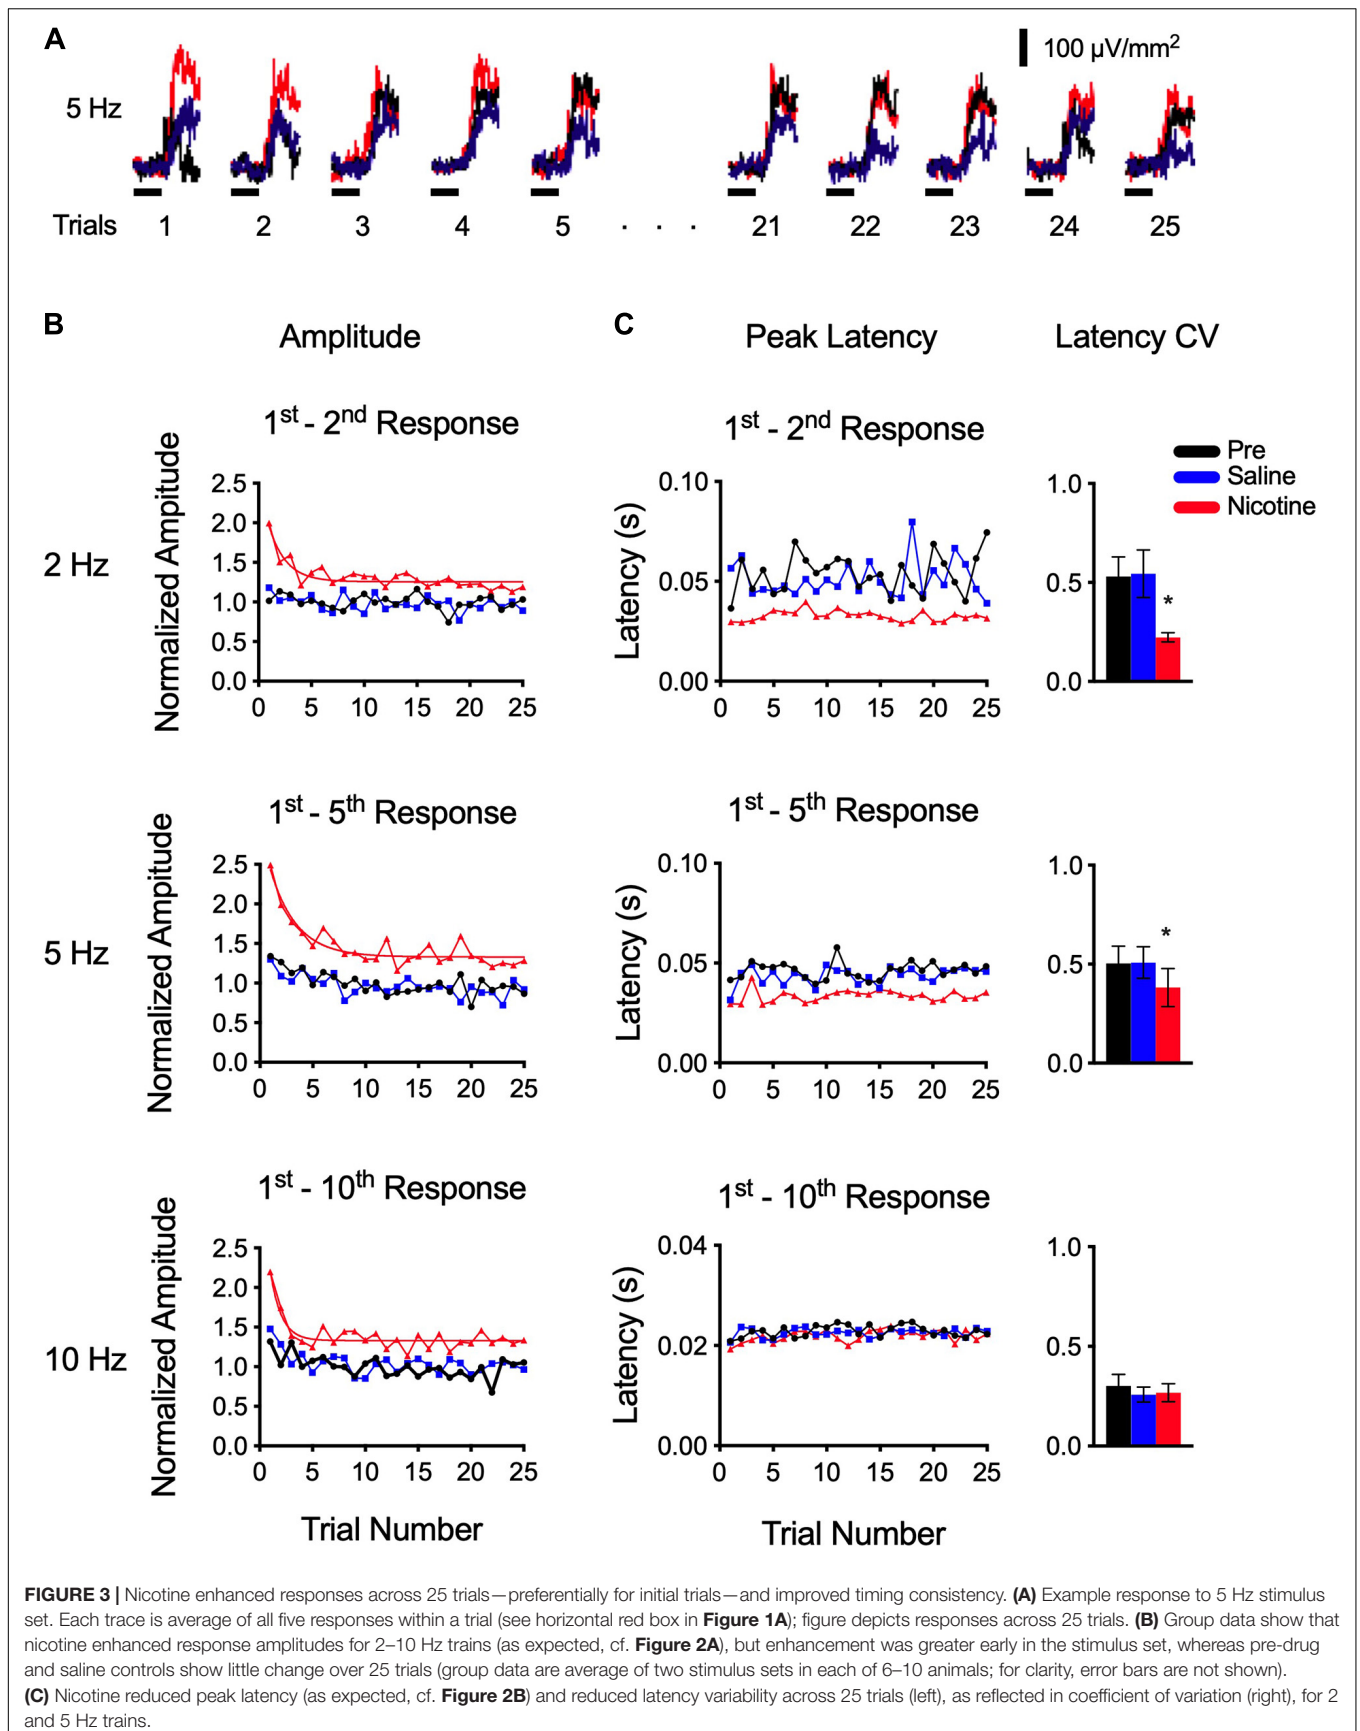 A
100 µV/mm²
5 Hz
Trials 1 2 3 4 5 . . . 21 22 23 24 25
B Amplitude
C Peak Latency Latency CV
1st - 2nd Response
1st - 2nd Response
Pre
Saline
Nicotine
2 Hz
Normalized Ampitude
2.5
2.0
1.5
1.0
0.5
0.0
0 5 10 15 20 25
Latency (s)
0.10
0.05
0.00
0 5 10 15 20 25
1.0
0.5
0.0
*
1st - 5th Response
1st - 5th Response
5 Hz
Normalized Ampitude
2.5
2.0
1.5
1.0
0.5
0.0
0 5 10 15 20 25
Latency (s)
0.10
0.05
0.00
0 5 10 15 20 25
1.0
0.5
0.0
*
1st - 10th Response
1st - 10th Response
10 Hz
Normalized Ampitude
2.5
2.0
1.5
1.0
0.5
0.0
0 5 10 15 20 25
Trial Number
Latency (s)
0.04
0.02
0.00
0 5 10 15 20 25
Trial Number
1.0
0.5
0.0
FIGURE 3 | Nicotine enhanced responses across 25 trials—preferentially for initial trials—and improved timing consistency. (A) Example response to 5 Hz stimulus
set. Each trace is average of all five responses within a trial (see horizontal red box in Figure 1A); figure depicts responses across 25 trials. (B) Group data show that
nicotine enhanced response amplitudes for 2–10 Hz trains (as expected, cf. Figure 2A), but enhancement was greater early in the stimulus set, whereas pre-drug
and saline controls show little change over 25 trials (group data are average of two stimulus sets in each of 6–10 animals; for clarity, error bars are not shown).
(C) Nicotine reduced peak latency (as expected, cf. Figure 2B) and reduced latency variability across 25 trials (left), as reflected in coefficient of variation (right), for 2
and 5 Hz trains.